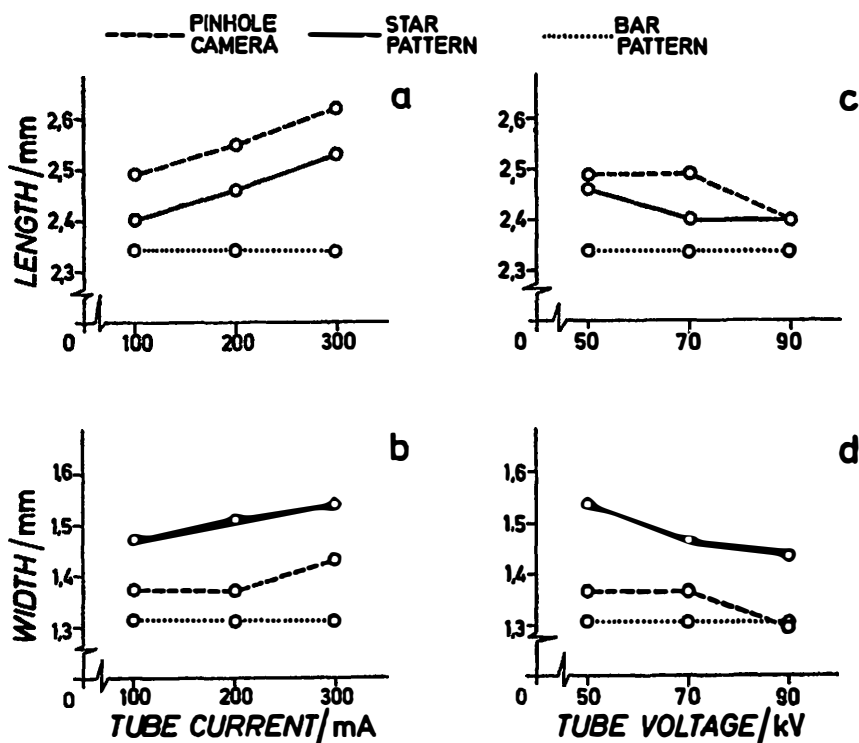 PINHOLE CAMERA
STAR PATTERN
BAR PATTERN
a
LENGTH/mm
2,6
2,5
2,4
2,3
0
100
200
300
c
2,6
2,5
2,4
2,3
0
50
70
90
b
WIDTH/mm
1,6
1,5
1,4
1,3
0
100
200
300
TUBE CURRENT/mA
d
1,6
1,5
1,4
1,3
0
50
70
90
TUBE VOLTAGE/kV